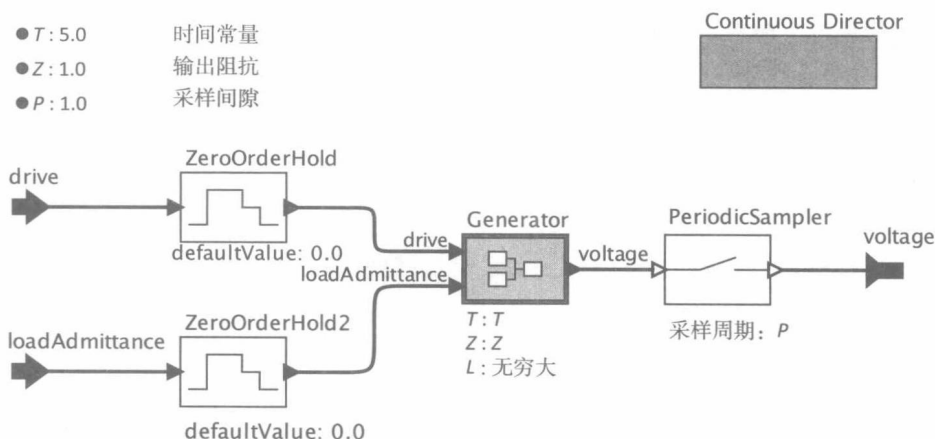 Continuous Director
● T : 5.0 时间常量
● Z : 1.0 输出阻抗
● P : 1.0 采样间隙
ZeroOrderHold
drive
defaultValue: 0.0
Generator
PeriodicSampler
drive
voltage
voltage
loadAdmittance
ZeroOrderHold2
loadAdmittance
T : T
Z : Z
L : 无穷大
采样周期：P
defaultValue: 0.0